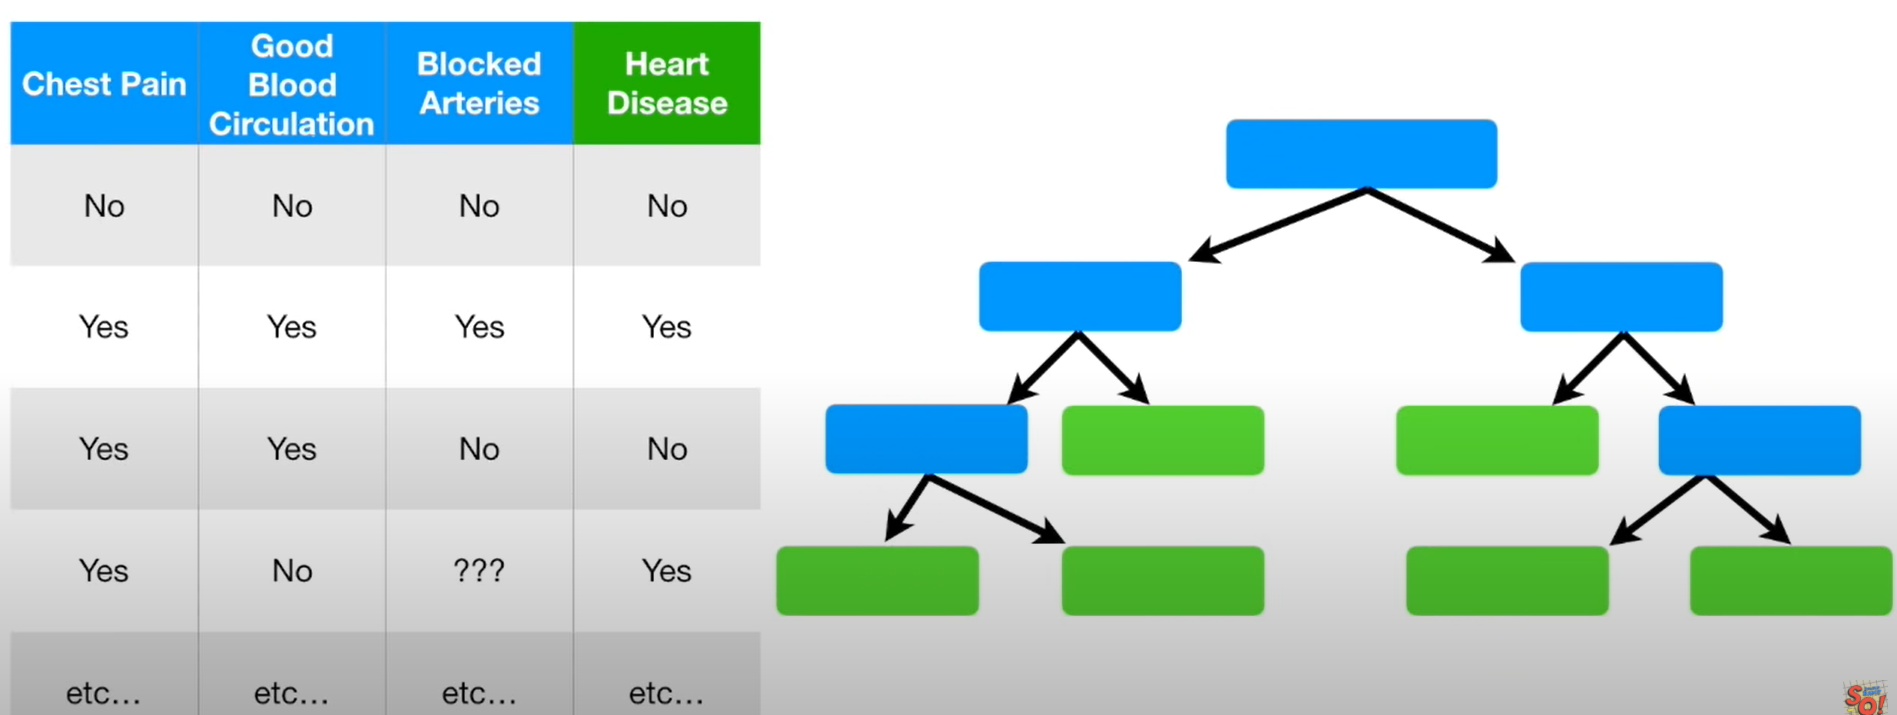 Chest Pain
Good
Blood
Circulation
Blocked
Arteries
Heart
Disease
No
No
No
No
Yes
Yes
Yes
Yes
Yes
Yes
No
No
Yes
No
???
Yes
etc...
etc...
etc...
etc...
SO!